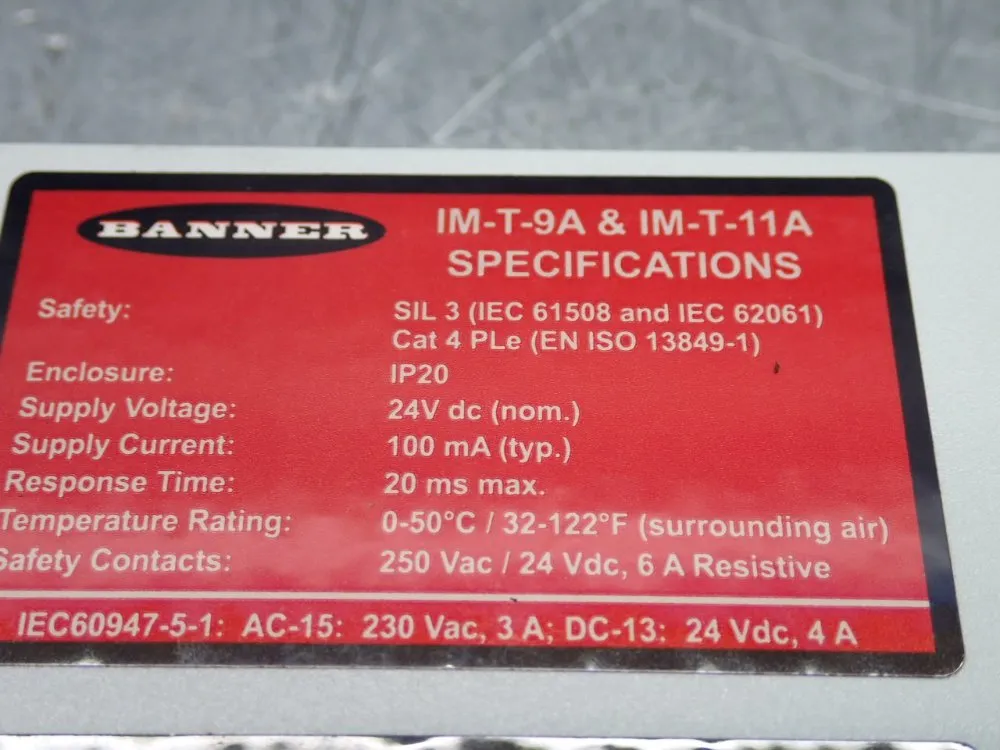 BANNER
IM-T-9A & IM-T-11A
SPECIFICATIONS
Safety: SIL 3 (IEC 61508 and IEC 62061)
Cat 4 PLe (EN ISO 13849-1)
Enclosure: IP20
Supply Voltage: 24V dc (nom.)
Supply Current: 100 mA (typ.)
Response Time: 20 ms max.
Temperature Rating: 0-50°C / 32-122°F (surrounding air)
Safety Contacts: 250 Vac / 24 Vdc, 6 A Resistive
IEC60947-5-1: AC-15: 230 Vac, 3 A; DC-13: 24 Vdc, 4 A